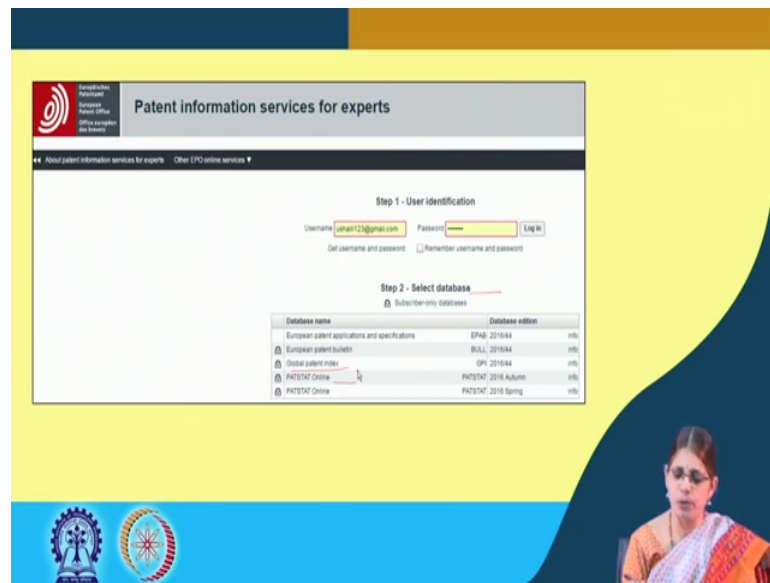 Europäisches
Patentamt
European
Patent Office
Office européen
des brevets
Patent information services for experts
About patent information services for experts Other EPO online services ▼
Step 1 - User identification
Username ushaiit123@gmail.com Password Log in
Get username and password Remember username and password
Step 2 - Select database
Subscriber-only databases
Database name Database edition
European patent applications and specifications EPAB 2016/44 info
European patent bulletin BULL 2016/44 info
Global patent index GPI 2016/44 info
PATSTAT Online PATSTAT 2016 Autumn info
PATSTAT Online PATSTAT 2016 Spring info